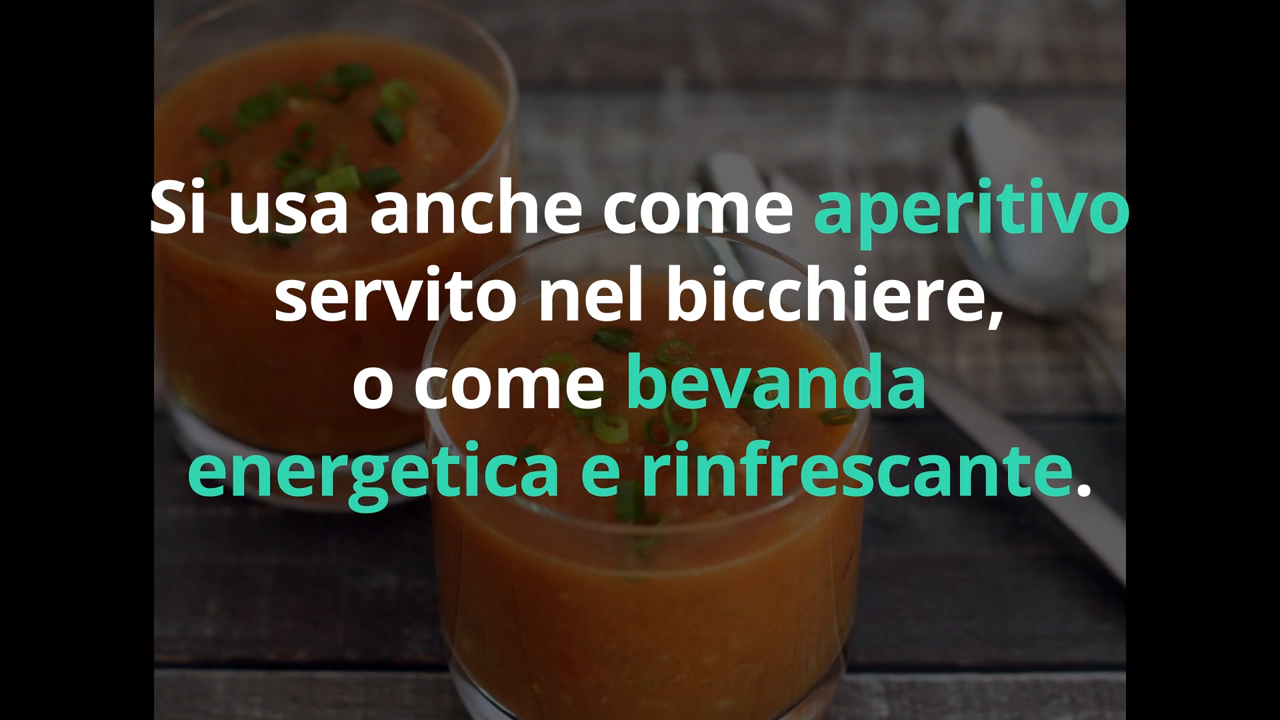 Si usa anche come aperitivo
servito nel bicchiere,
o come bevanda
energetica e rinfrescante.